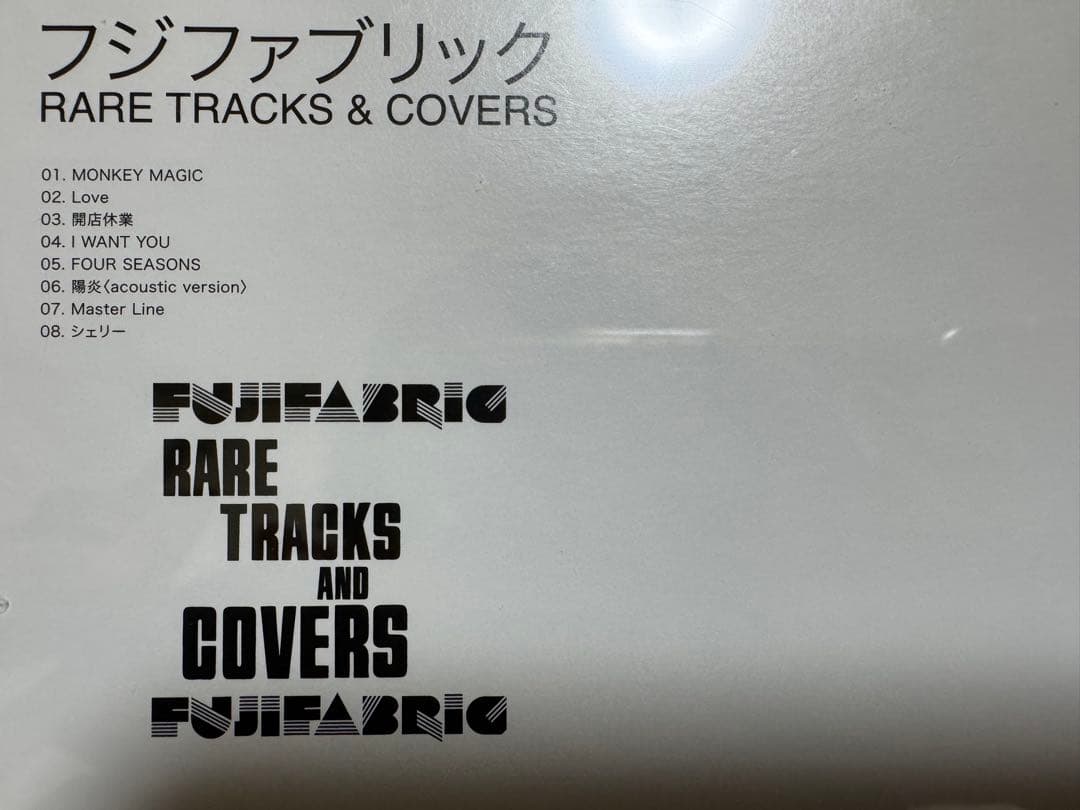 フジファブリック
RARE TRACKS & COVERS
01. MONKEY MAGIC
02. Love
03. 開店休業
04. I WANT YOU
05. FOUR SEASONS
06. 陽炎〈acoustic version〉
07. Master Line
08. シェリー
FUJIFABRIC
RARE
TRACKS
AND
COVERS
FUJIFABRIC